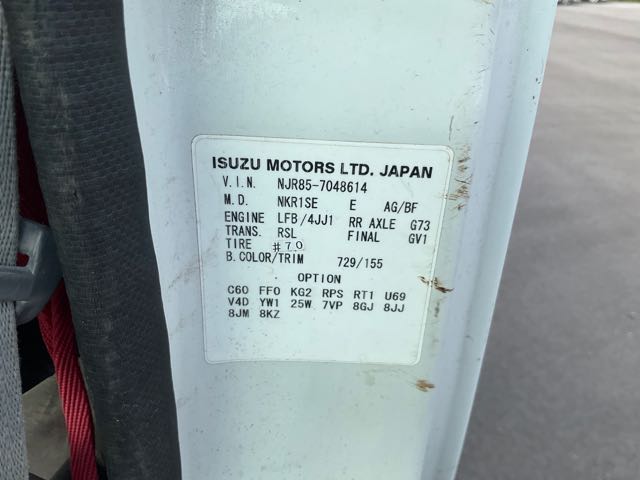 ISUZU MOTORS LTD. JAPAN
V.I.N. NJR85-7048614
M.D. NKR1SE E AG/BF
ENGINE LFB/4JJ1 RR AXLE G73
TRANS. RSL FINAL GV1
TIRE #70
B.COLOR/TRIM 729/155
OPTION
C60 FF0 KG2 RPS RT1 U69
V4D YW1 25W 7VP 8GJ 8JJ
8JM 8KZ